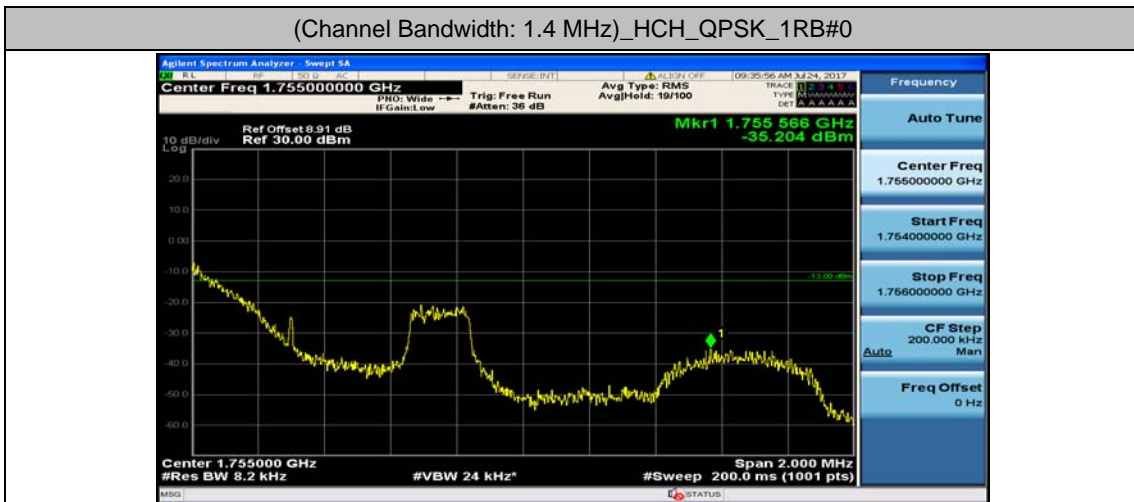 (Channel Bandwidth: 1.4 MHz)_HCH_QPSK_1RB#0
Agilent Spectrum Analyzer - Swept SA
RL RF 50 Ω AC SENSE:INT ALIGN OFF 09:35:56 AM Jul 24, 2017
Center Freq 1.755000000 GHz
PNO: Wide
IFGain:Low
Trig: Free Run
#Atten: 36 dB
Avg Type: RMS
Avg|Hold: 19/100
TRACE 1 2 3 4 5 6
TYPE
DET A A A A A A
Mkr1 1.755 566 GHz
-35.204 dBm
Ref Offset 8.91 dB
10 dB/div Ref 30.00 dBm
Log
20.0
10.0
0.00
-10.0
-13.00 dBm
-20.0
-30.0
1
-40.0
-50.0
-60.0
Center 1.755000 GHz Span 2.000 MHz
#Res BW 8.2 kHz #VBW 24 kHz* #Sweep 200.0 ms (1001 pts)
MSG STATUS
Frequency
Auto Tune
Center Freq
1.755000000 GHz
Start Freq
1.754000000 GHz
Stop Freq
1.756000000 GHz
CF Step
200.000 kHz
Auto Man
Freq Offset
0 Hz